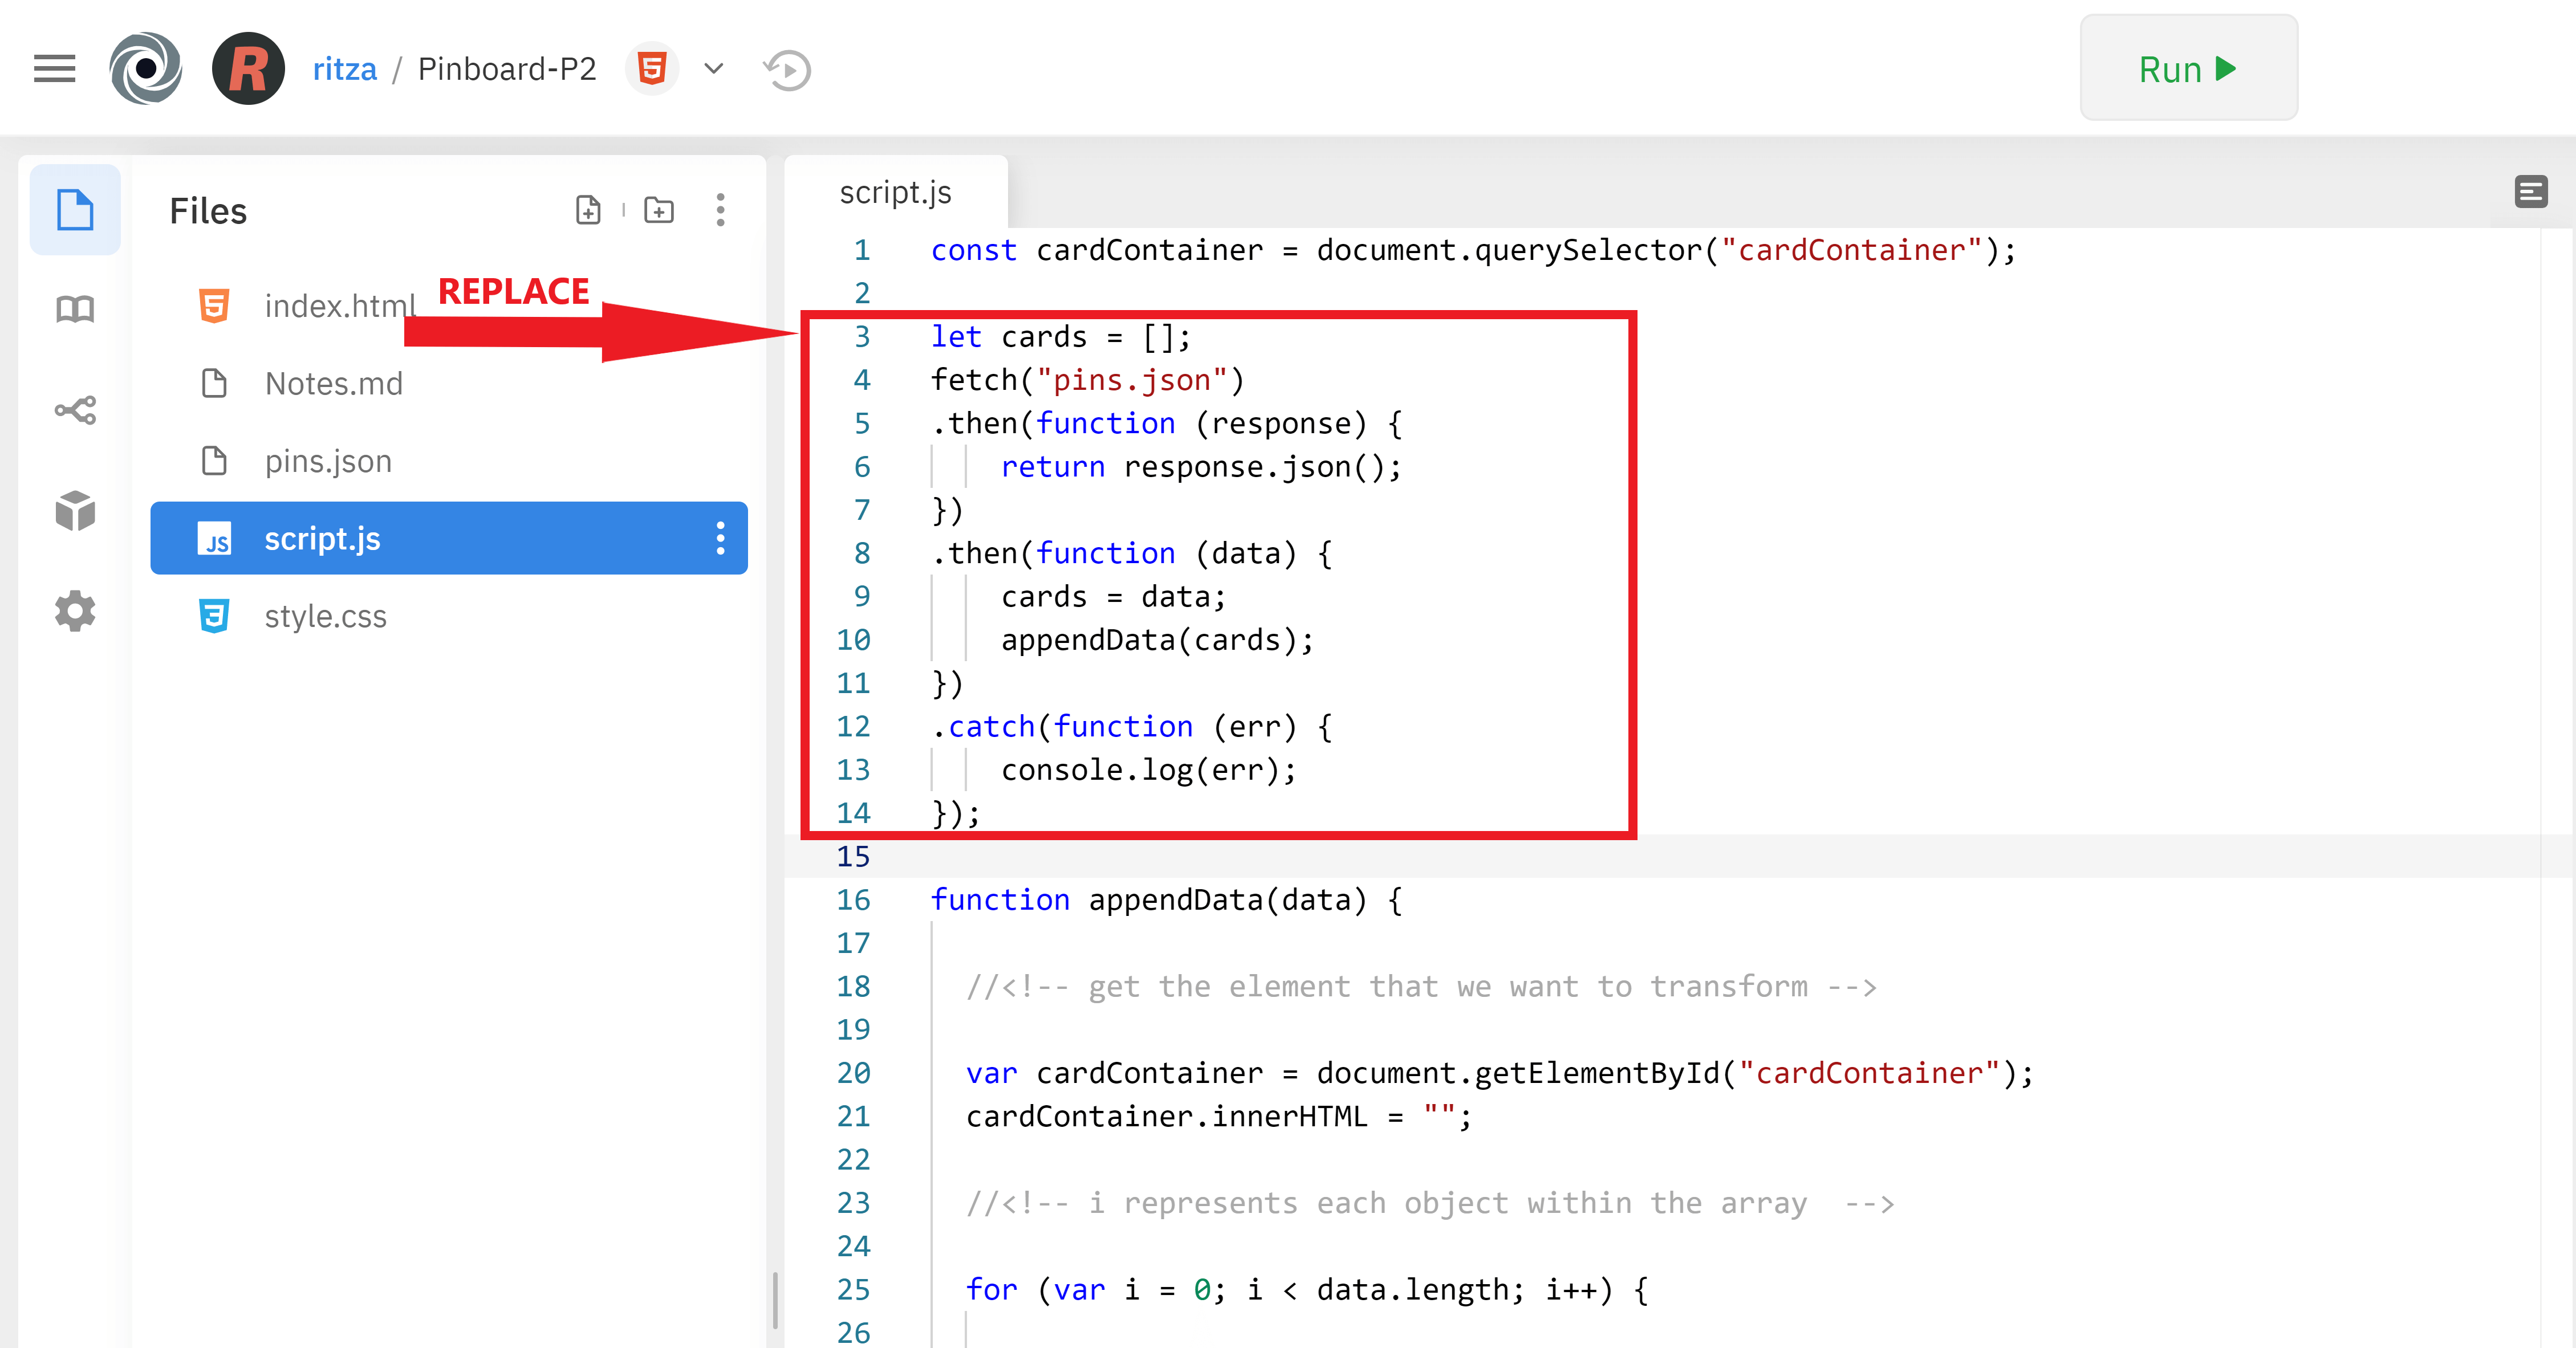 R ritza / Pinboard-P2 5
Run
Files
script.js
5 index.html
REPLACE
Notes.md
pins.json
JS script.js
3 style.css
1 const cardContainer = document.querySelector("cardContainer");
2
3 let cards = [];
4 fetch("pins.json")
5 .then(function (response) {
6     return response.json();
7 })
8 .then(function (data) {
9     cards = data;
10     appendData(cards);
11 })
12 .catch(function (err) {
13     console.log(err);
14 });
15
16 function appendData(data) {
17
18   //<!-- get the element that we want to transform -->
19
20   var cardContainer = document.getElementById("cardContainer");
21   cardContainer.innerHTML = "";
22
23   //<!-- i represents each object within the array  -->
24
25   for (var i = 0; i < data.length; i++) {
26